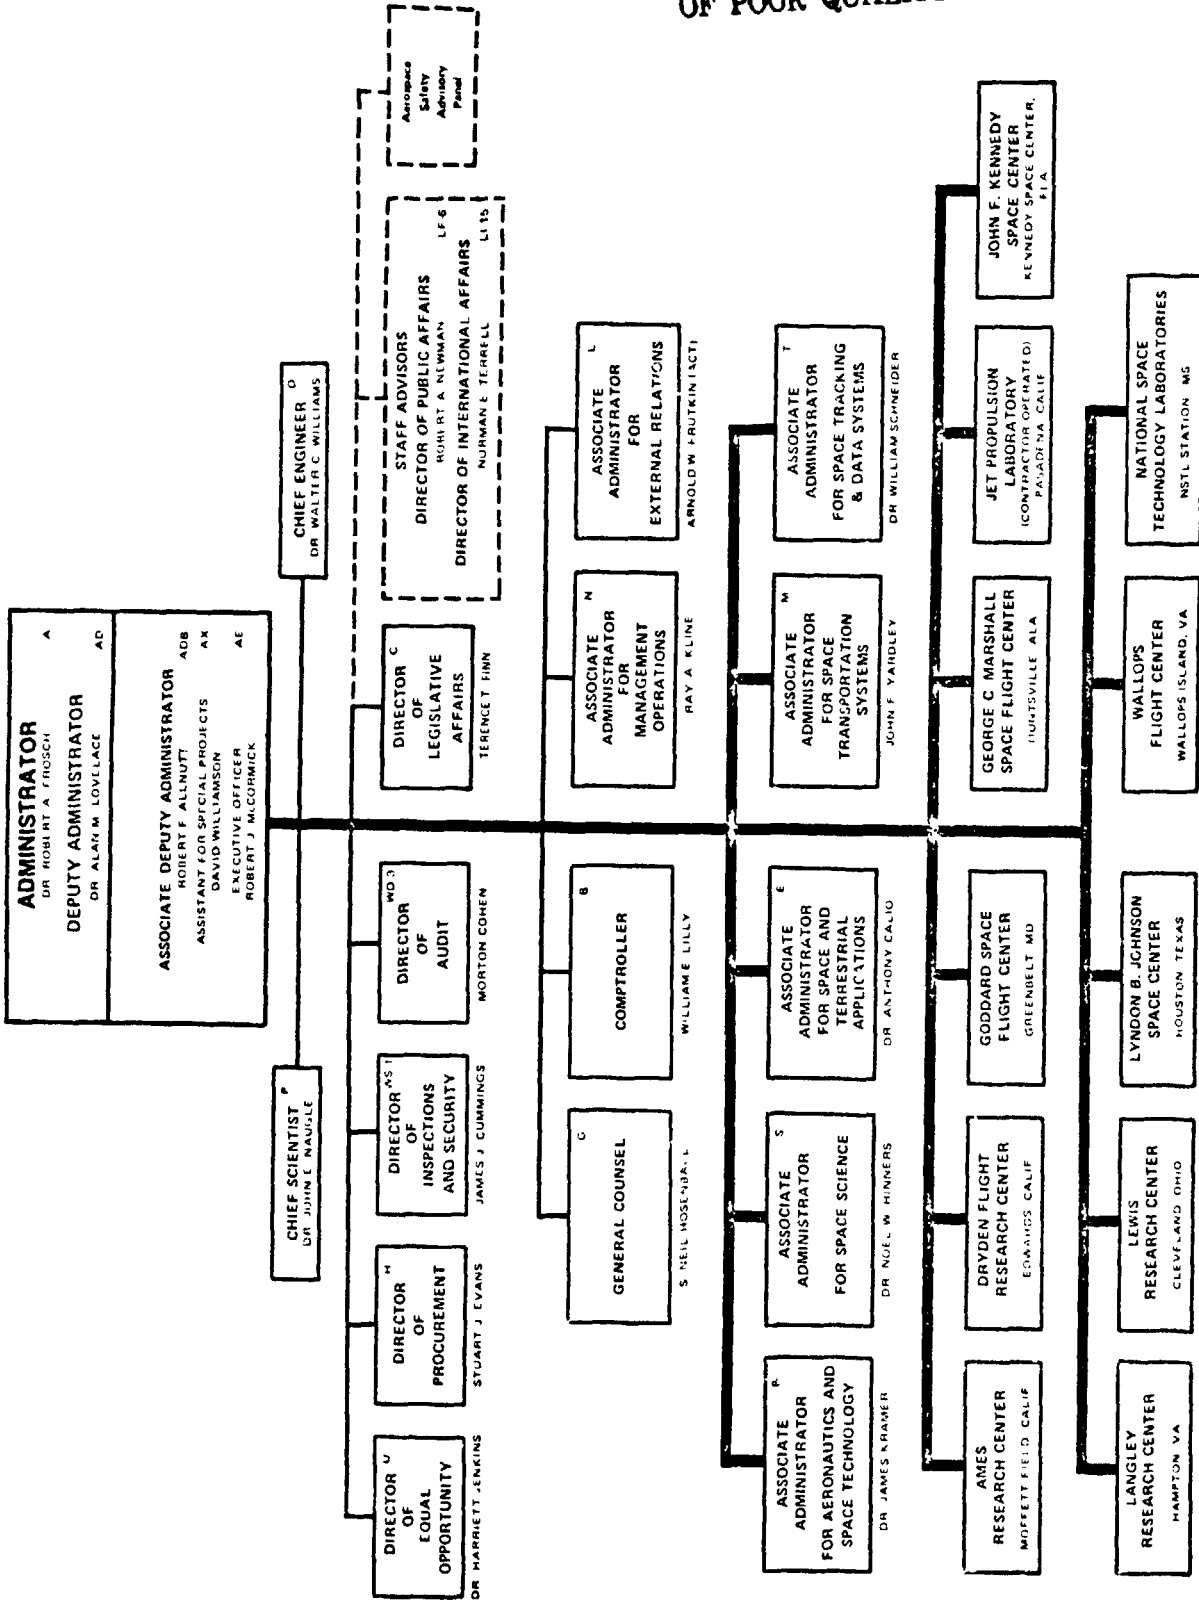 OF POOR
ADMINISTRATOR A
DR ROBERT A FROSCH
DEPUTY ADMINISTRATOR
DR ALAN M LOVELACE AD
ASSOCIATE DEPUTY ADMINISTRATOR
ROBERT F ALLNUTT ADB
ASSISTANT FOR SPECIAL PROJECTS
DAVID WILLIAMSON AX
EXECUTIVE OFFICER
ROBERT J McCORMICK AE
CHIEF SCIENTIST P
DR JOHN E NAUGLE
CHIEF ENGINEER D
DR WALTER C WILLIAMS
DIRECTOR U
OF
EQUAL
OPPORTUNITY
DR HARRIETT JENKINS
DIRECTOR H
OF
PROCUREMENT
STUART J EVANS
DIRECTOR
OF
INSPECTIONS
AND SECURITY
JAMES J CUMMINGS
DIRECTOR
OF
AUDIT
MORTON COHEN
DIRECTOR C
OF
LEGISLATIVE
AFFAIRS
TERENCE T FINN
STAFF ADVISORS
DIRECTOR OF PUBLIC AFFAIRS
ROBERT A NEWMAN LF-6
DIRECTOR OF INTERNATIONAL AFFAIRS
NORMAN E TERRELL LI-15
Aerospace
Safety
Advisory
Panel
GENERAL COUNSEL G
S NEIL HOSENBALL
COMPTROLLER B
WILLIAM E LILLY
ASSOCIATE N
ADMINISTRATOR
FOR
MANAGEMENT
OPERATIONS
RAY A KLINE
ASSOCIATE L
ADMINISTRATOR
FOR
EXTERNAL RELATIONS
ARNOLD W FRUTKIN (ACT)
ASSOCIATE R
ADMINISTRATOR
FOR AERONAUTICS AND
SPACE TECHNOLOGY
DR JAMES KRAMER
ASSOCIATE S
ADMINISTRATOR
FOR SPACE SCIENCE
DR NOEL W HINNERS
ASSOCIATE E
ADMINISTRATOR
FOR SPACE AND
TERRESTRIAL
APPLICATIONS
DR ANTHONY CALIO
ASSOCIATE M
ADMINISTRATOR
FOR SPACE
TRANSPORTATION
SYSTEMS
JOHN F YARDLEY
ASSOCIATE T
ADMINISTRATOR
FOR SPACE TRACKING
& DATA SYSTEMS
DR WILLIAM SCHNEIDER
AMES
RESEARCH CENTER
MOFFETT FIELD CALIF
DRYDEN FLIGHT
RESEARCH CENTER
EDWARDS CALIF
GODDARD SPACE
FLIGHT CENTER
GREENBELT MD
GEORGE C MARSHALL
SPACE FLIGHT CENTER
HUNTSVILLE ALA
JET PROPULSION
LABORATORY
(CONTRACTOR OPERATED)
PASADENA CALIF
JOHN F. KENNEDY
SPACE CENTER
KENNEDY SPACE CENTER,
FLA
LANGLEY
RESEARCH CENTER
HAMPTON VA
LEWIS
RESEARCH CENTER
CLEVELAND OHIO
LYNDON B. JOHNSON
SPACE CENTER
HOUSTON TEXAS
WALLOPS
FLIGHT CENTER
WALLOPS ISLAND, VA
NATIONAL SPACE
TECHNOLOGY LABORATORIES
NSTL STATION MS